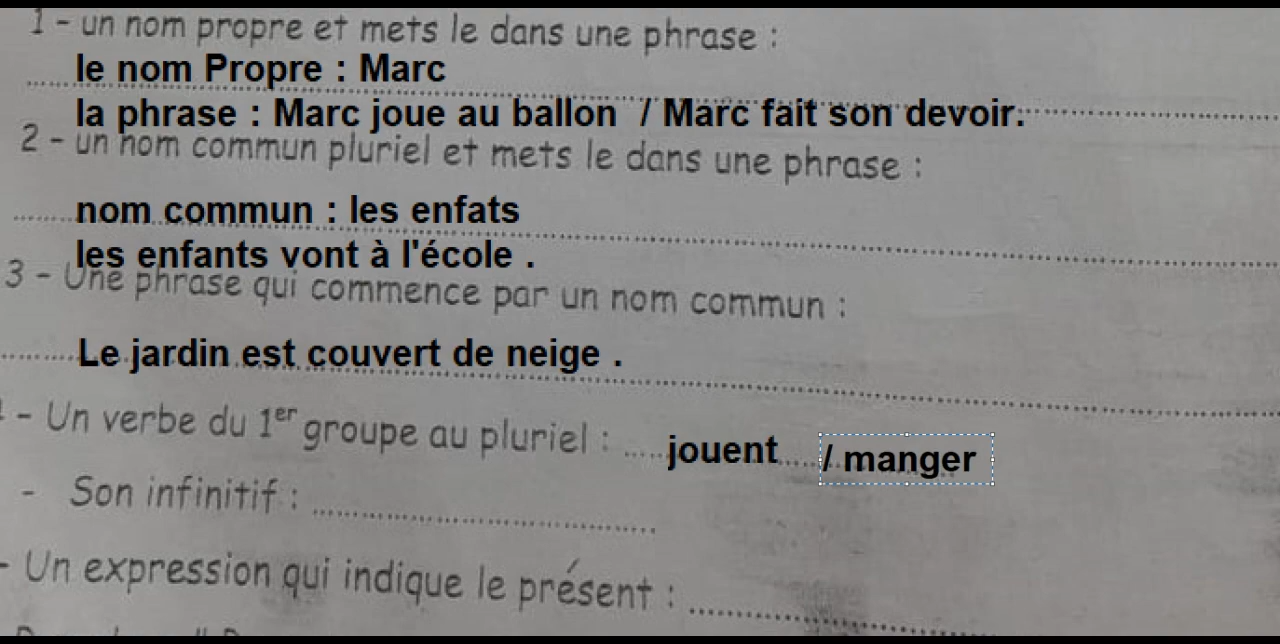 1 - un nom propre et mets le dans une phrase :
le nom Propre : Marc
la phrase : Marc joue au ballon / Marc fait son devoir.
2 - un nom commun pluriel et mets le dans une phrase :
nom commun : les enfats
les enfants vont à l'école .
3 - Une phrase qui commence par un nom commun :
Le jardin est couvert de neige .
- Un verbe du 1er groupe au pluriel : .... jouent .... / manger
- Son infinitif : ....................
- Un expression qui indique le présent : ....................